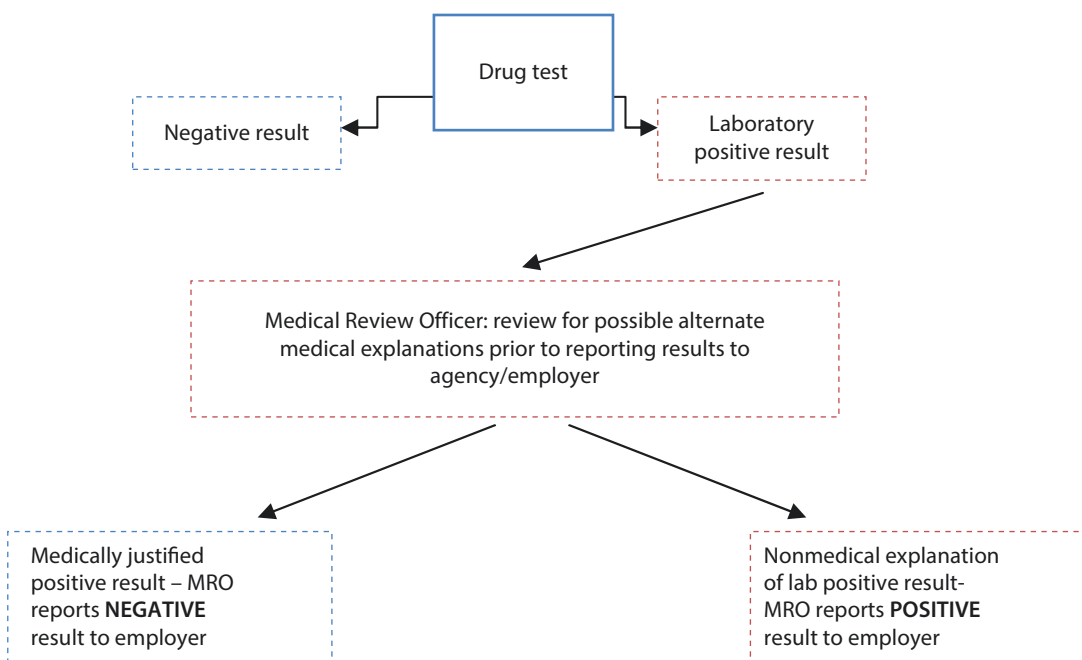 Drug test
Negative result
Laboratory
positive result
Medical Review Officer: review for possible alternate
medical explanations prior to reporting results to
agency/employer
Medically justified
positive result – MRO
reports NEGATIVE
result to employer
Nonmedical explanation
of lab positive result-
MRO reports POSITIVE
result to employer